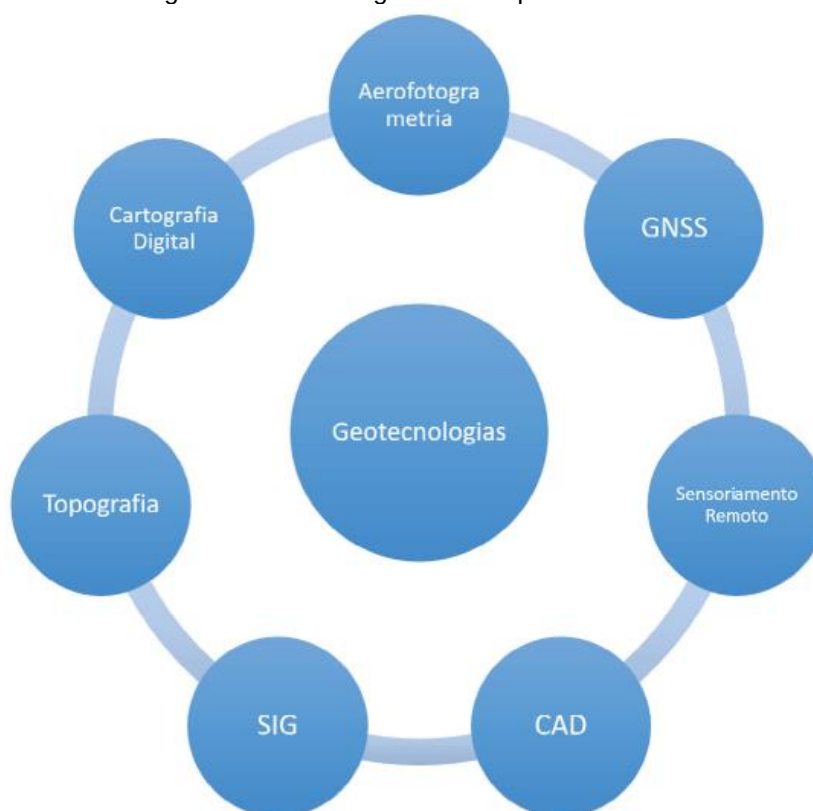 Aerofotogra
metria
GNSS
Cartografia
Digital
Geotecnologias
Topografia
Sensoriamento
Remoto
SIG
CAD